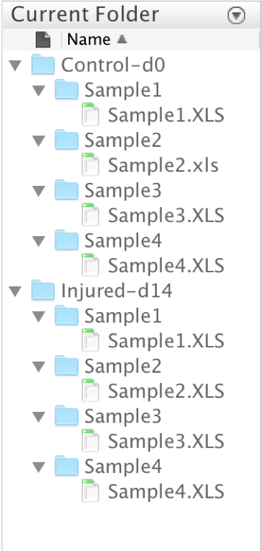 Current Folder
Name
Control-d0
Sample1
Sample1.XLS
Sample2
Sample2.xls
Sample3
Sample3.XLS
Sample4
Sample4.XLS
Injured-d14
Sample1
Sample1.XLS
Sample2
Sample2.XLS
Sample3
Sample3.XLS
Sample4
Sample4.XLS